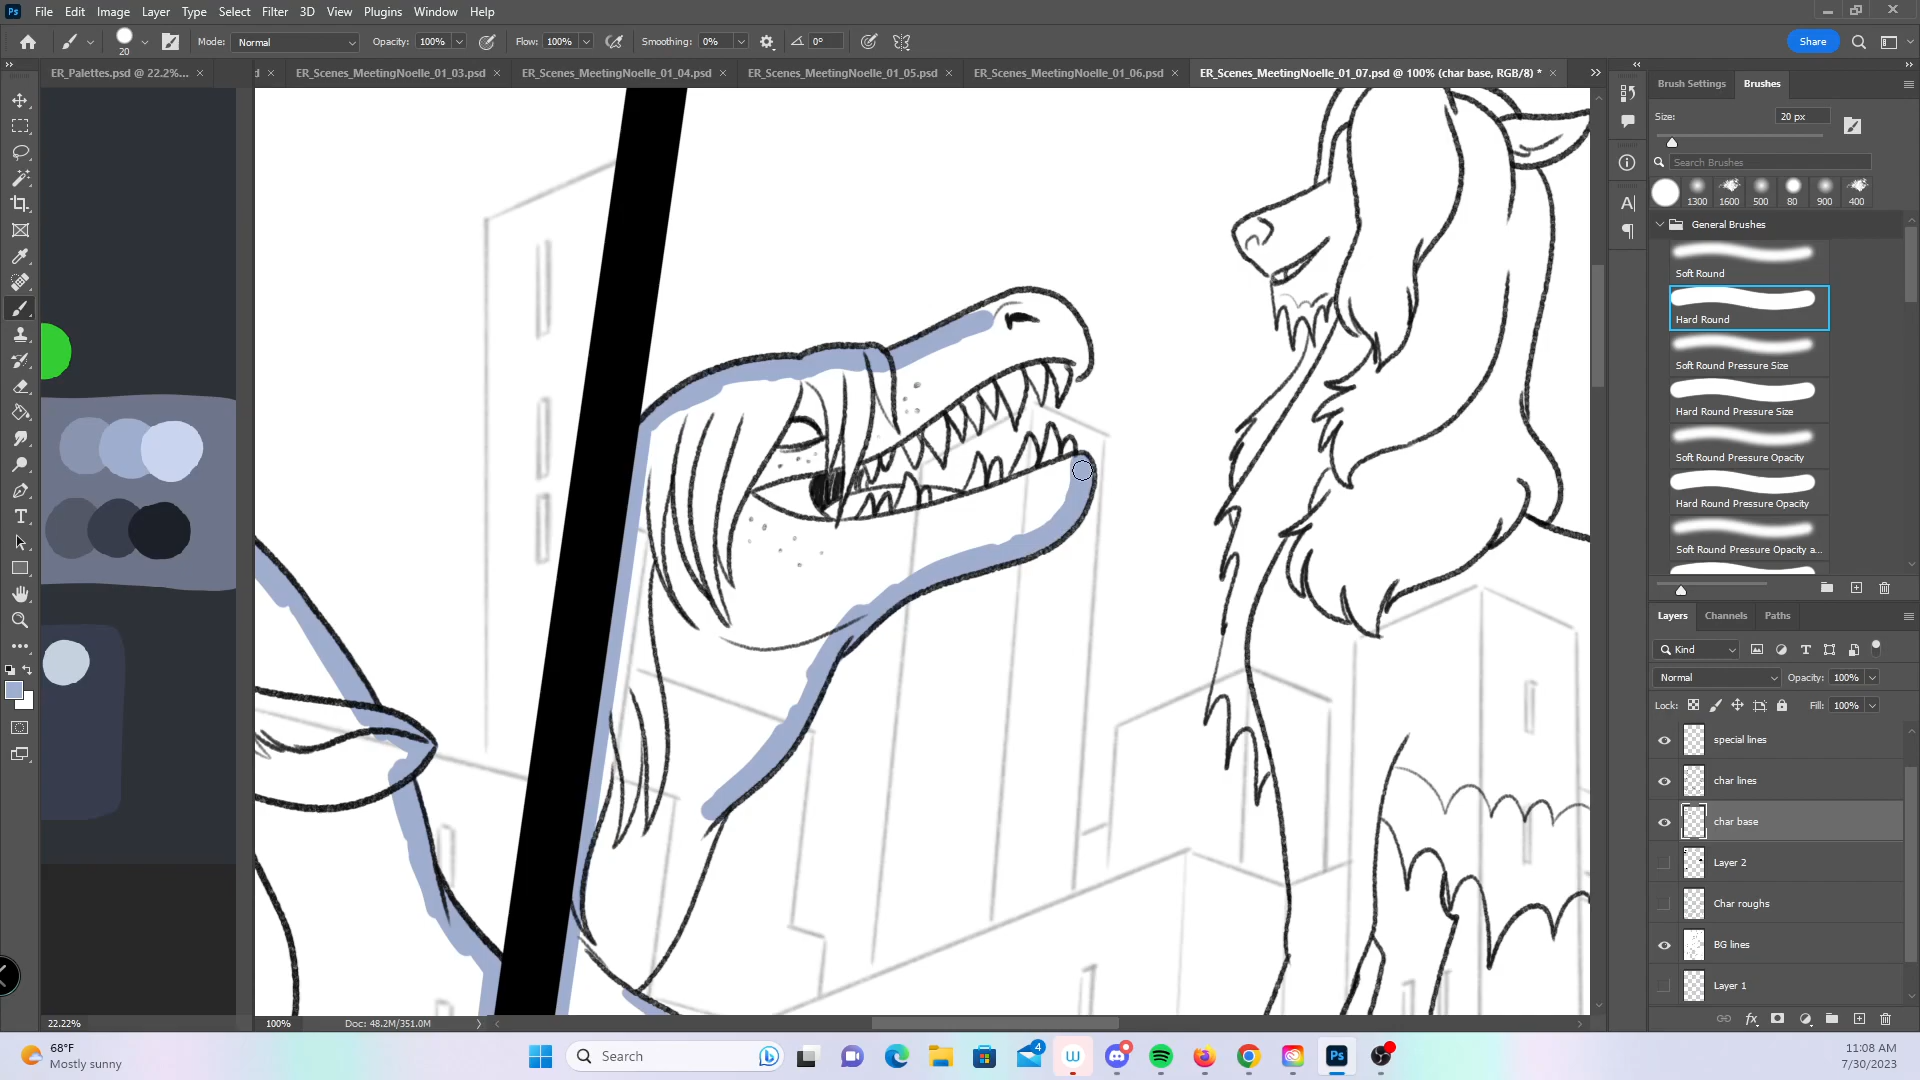 Ps File Edit Image Layer Type Select Filter 3D View Plugins Window Help
20 Mode: Normal Opacity: 100% Flow: 100% Smoothing: 0% 0° Share
ER_Palettes.psd @ 22.2%... × d × ER_Scenes_MeetingNoelle_01_03.psd × ER_Scenes_MeetingNoelle_01_04.psd × ER_Scenes_MeetingNoelle_01_05.psd × ER_Scenes_MeetingNoelle_01_06.psd × ER_Scenes_MeetingNoelle_01_07.psd @ 100% (char base, RGB/8) * ×
Brush Settings Brushes
Size: 20 px
Search Brushes
1300 1600 500 80 900 400
General Brushes
Soft Round
Hard Round
Soft Round Pressure Size
Hard Round Pressure Size
Soft Round Pressure Opacity
Hard Round Pressure Opacity
Soft Round Pressure Opacity a...
Layers Channels Paths
Kind
Normal Opacity: 100%
Lock: Fill: 100%
special lines
char lines
char base
Layer 2
Char roughs
BG lines
Layer 1
22.22% 100% Doc: 48.2M/351.0M
68°F
Mostly sunny
Search
4
Ps
11:08 AM
7/30/2023